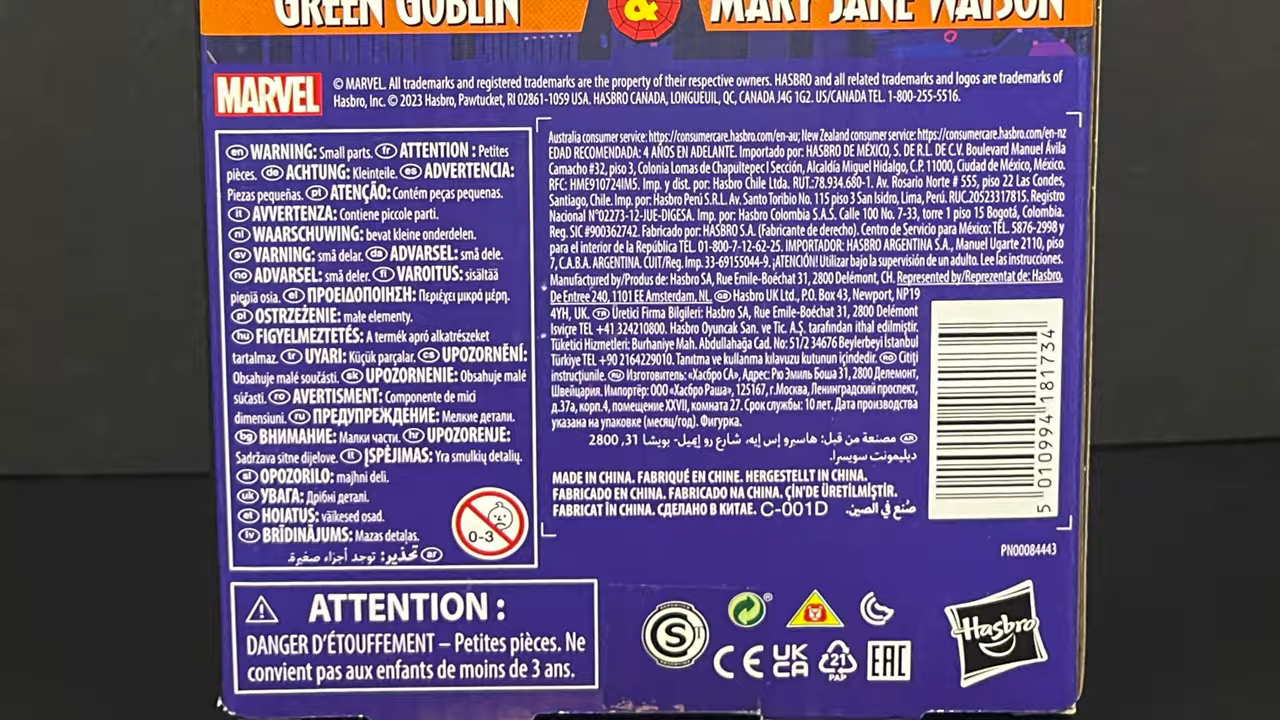 GREEN GOBLIN & MARY JANE WATSON
MARVEL
© MARVEL. All trademarks and registered trademarks are the property of their respective owners. HASBRO and all related trademarks and logos are trademarks of
Hasbro, Inc. © 2023 Hasbro, Pawtucket, RI 02861-1059 USA. HASBRO CANADA, LONGUEUIL, QC, CANADA J4G 1G2. US/CANADA TEL. 1-800-255-5516.
en WARNING: Small parts. fr ATTENTION : Petites
pièces. de ACHTUNG: Kleinteile. es ADVERTENCIA:
Piezas pequeñas. pt ATENÇÃO: Contém peças pequenas.
it AVVERTENZA: Contiene piccole parti.
nl WAARSCHUWING: bevat kleine onderdelen.
sv VARNING: små delar. da ADVARSEL: små dele.
no ADVARSEL: små deler. fi VAROITUS: sisältää
pieniä osia. el ΠΡΟΕΙΔΟΠΟΙΗΣΗ: Περιέχει μικρά μέρη.
pl OSTRZEŻENIE: małe elementy.
hu FIGYELMEZTETÉS: A termék apró alkatrészeket
tartalmaz. tr UYARI: Küçük parçalar. cs UPOZORNĚNÍ:
Obsahuje malé součásti. sk UPOZORNENIE: Obsahuje malé
súčasti. ro AVERTISMENT: Componente de mici
dimensiuni. ru ПРЕДУПРЕЖДЕНИЕ: Мелкие детали.
bg ВНИМАНИЕ: Малки части. hr UPOZORENJE:
Sadržava sitne dijelove. lt ĮSPĖJIMAS: Yra smulkių detalių.
sl OPOZORILO: majhni deli.
uk УВАГА: Дрібні деталі.
et HOIATUS: väikesed osad.
lv BRĪDINĀJUMS: Mazas detaļas.
ar تحذير: توجد أجزاء صغيرة.
0-3
Australia consumer service: https://consumercare.hasbro.com/en-au; New Zealand consumer service: https://consumercare.hasbro.com/en-nz
EDAD RECOMENDADA: 4 AÑOS EN ADELANTE. Importado por: HASBRO DE MÉXICO, S. DE R.L. DE C.V. Boulevard Manuel Ávila
Camacho #32, piso 3, Colonia Lomas de Chapultepec I Sección, Alcaldía Miguel Hidalgo, C.P. 11000, Ciudad de México, México.
RFC: HME910724IM5. Imp. y dist. por: Hasbro Chile Ltda. RUT.:78.934.680-1. Av. Rosario Norte # 555, piso 22 Las Condes,
Santiago, Chile. Imp. por: Hasbro Perú S.R.L. Av. Santo Toribio No. 115 piso 3 San Isidro, Lima, Perú. RUC.20523317815. Registro
Nacional N°02273-12-JUE-DIGESA. Imp. por: Hasbro Colombia S.A.S. Calle 100 No. 7-33, torre 1 piso 15 Bogotá, Colombia.
Reg. SIC #900362742. Fabricado por: HASBRO S.A. (Fabricante de derecho). Centro de Servicio para México: TEL. 5876-2998 y
para el interior de la República TEL. 01-800-7-12-62-25. IMPORTADOR: HASBRO ARGENTINA S.A., Manuel Ugarte 2110, piso
7, C.A.B.A. ARGENTINA. CUIT/Reg. Imp. 33-69155044-9. ¡ATENCIÓN! Utilizar bajo la supervisión de un adulto. Lee las instrucciones.
Manufactured by/Produs de: Hasbro SA, Rue Emile-Boéchat 31, 2800 Delémont, CH. Represented by/Reprezentat de: Hasbro,
De Entree 240, 1101 EE Amsterdam, NL. GB Hasbro UK Ltd., P.O. Box 43, Newport, NP19
4YH, UK. TR Üretici Firma Bilgileri: Hasbro SA, Rue Emile-Boéchat 31, 2800 Delémont
İsviçre TEL +41 324210800. Hasbro Oyuncak San. ve Tic. A.Ş. tarafından ithal edilmiştir.
Tüketici Hizmetleri: Burhaniye Mah. Abdullahağa Cad. No: 51/2 34676 Beylerbeyi İstanbul
Türkiye TEL +90 2164229010. Tanıtma ve kullanma kılavuzu kutunun içindedir. RO Citiţi
instrucţiunile. RU Изготовитель: «Хасбро СА», Адрес: Рю Эмиль Боша 31, 2800 Делемонт,
Швейцария. Импортёр: ООО «Хасбро Раша», 125167, г.Москва, Ленинградский проспект,
д.37а, корп.4, помещение XXVII, комната 27. Срок службы: 10 лет. Дата производства
указана на упаковке (месяц/год). Фигурка.
AR مصنعة من قبل: هاسبرو إس إيه، شارع رو إيميل- بويشا 31, 2800
ديليمونت سويسرا.
MADE IN CHINA. FABRIQUÉ EN CHINE. HERGESTELLT IN CHINA.
FABRICADO EN CHINA. FABRICADO NA CHINA. ÇİN'DE ÜRETİLMİŞTİR.
FABRICAT ÎN CHINA. СДЕЛАНО В КИТАЕ. C-001D صُنع في الصين.
5 010994 181734
PN00084443
ATTENTION :
DANGER D'ÉTOUFFEMENT – Petites pièces. Ne
convient pas aux enfants de moins de 3 ans.
S
CE UK CA 21 PAP EAC
Hasbro